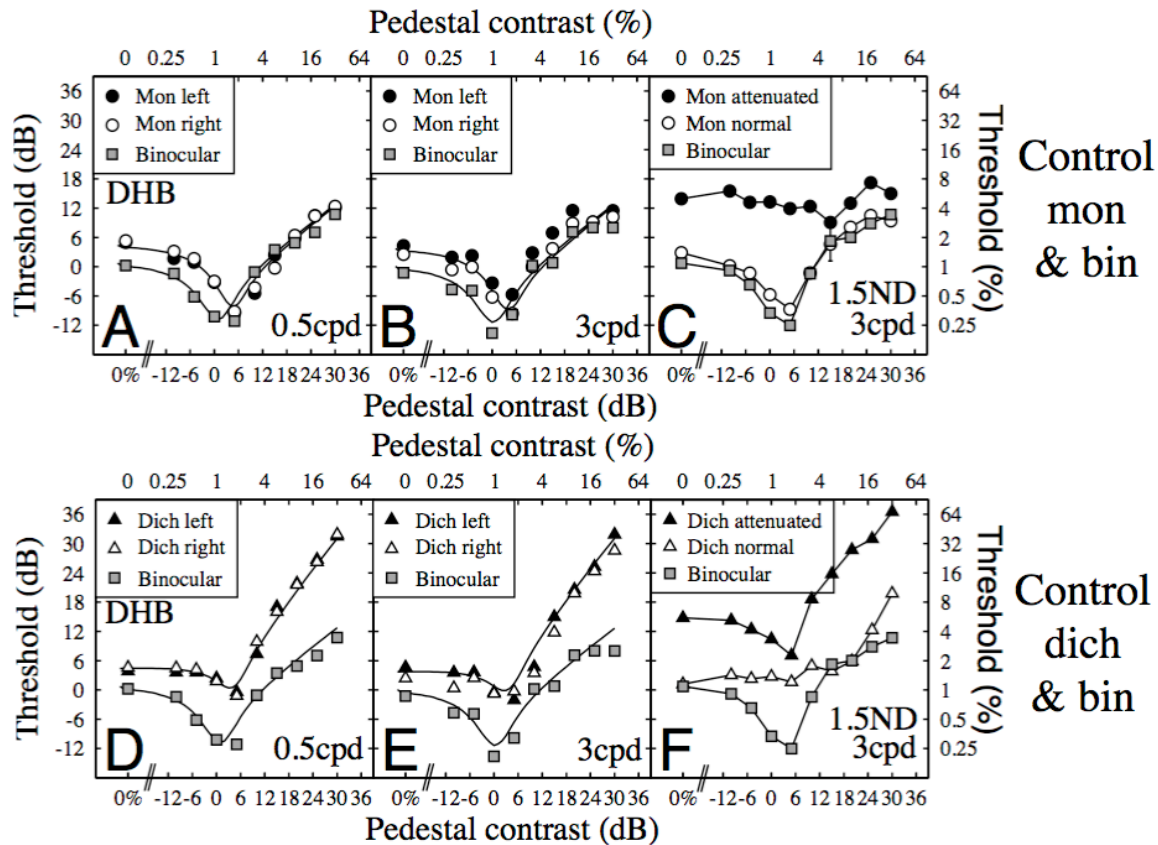 Pedestal contrast (%)
0 0.25 1 4 16 64 0 0.25 1 4 16 64 0 0.25 1 4 16 64
Threshold (dB)
36
30
24
18
12
6
0
-6
-12
Mon left
Mon right
Binocular
DHB
A
0.5cpd
Mon left
Mon right
Binocular
B
3cpd
Mon attenuated
Mon normal
Binocular
C
1.5ND
3cpd
64
32
16
8
4
2
1
0.5
0.25
Threshold (%)
Control
mon
& bin
0% -12 -6 0 6 12 18 24 30 36 0% -12 -6 0 6 12 18 24 30 36 0% -12 -6 0 6 12 18 24 30 36
Pedestal contrast (dB)
Pedestal contrast (%)
0 0.25 1 4 16 64 0 0.25 1 4 16 64 0 0.25 1 4 16 64
Threshold (dB)
36
30
24
18
12
6
0
-6
-12
Dich left
Dich right
Binocular
DHB
D
0.5cpd
Dich left
Dich right
Binocular
E
3cpd
Dich attenuated
Dich normal
Binocular
F
1.5ND
3cpd
64
32
16
8
4
2
1
0.5
0.25
Threshold (%)
Control
dich
& bin
0% -12 -6 0 6 12 18 24 30 36 0% -12 -6 0 6 12 18 24 30 36 0% -12 -6 0 6 12 18 24 30 36
Pedestal contrast (dB)